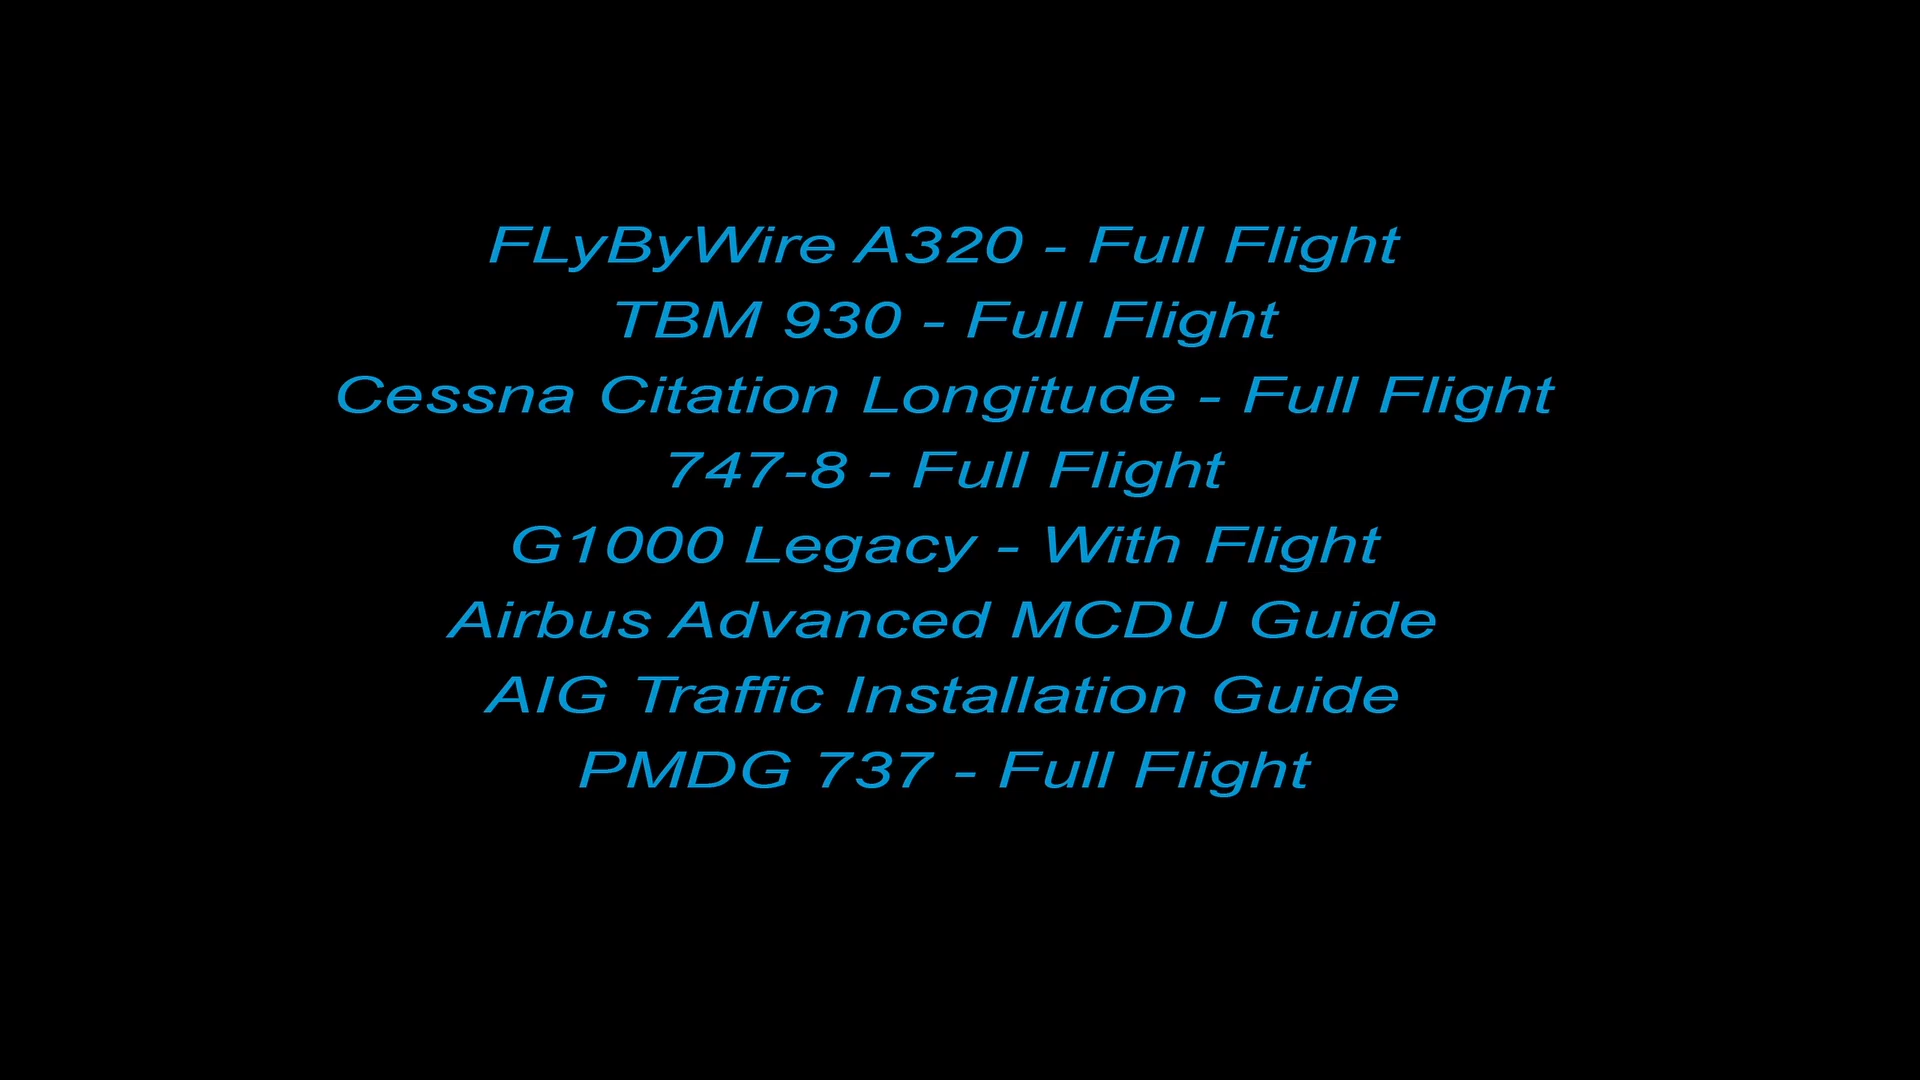 FLyByWire A320 - Full Flight
TBM 930 - Full Flight
Cessna Citation Longitude - Full Flight
747-8 - Full Flight
G1000 Legacy - With Flight
Airbus Advanced MCDU Guide
AIG Traffic Installation Guide
PMDG 737 - Full Flight